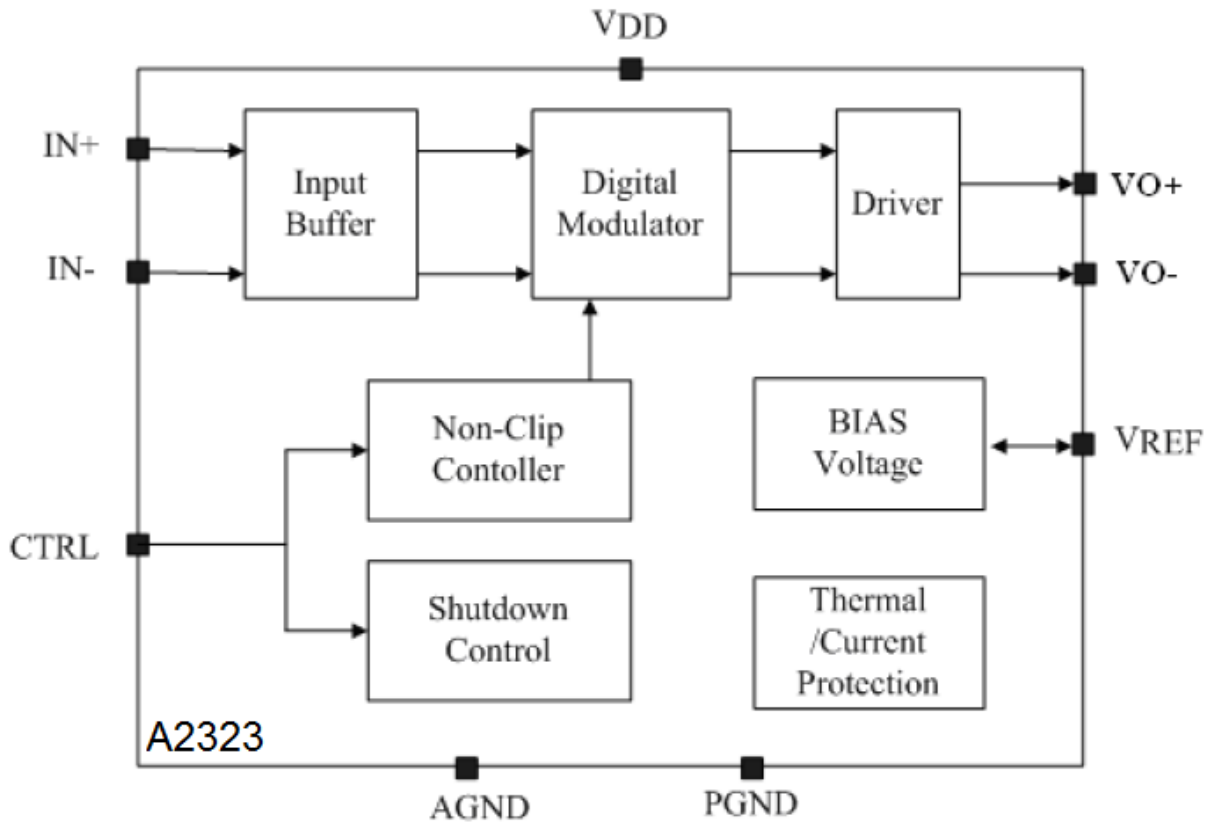 VDD
IN+
Input
Buffer
Digital
Modulator
Driver
VO+
IN-
VO-
Non-Clip
Contoller
BIAS
Voltage
VREF
CTRL
Shutdown
Control
Thermal
/Current
Protection
A2323
AGND
PGND